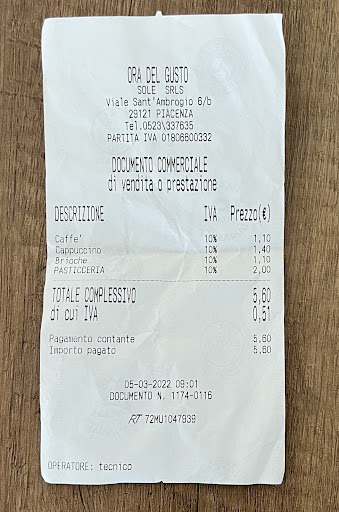 ORA DEL GUSTO
SOLE SRLS
Viale Sant'Ambrogio 6/b
29121 PIACENZA
Tel.0523\337635
PARTITA IVA 01806600332
DOCUMENTO COMMERCIALE
di vendita o prestazione
DESCRIZIONE IVA Prezzo(€)
Caffe' 10% 1,10
Cappuccino 10% 1,40
Brioche 10% 1,10
PASTICCERIA 10% 2,00
TOTALE COMPLESSIVO 5,60
di cui IVA 0,51
Pagamento contante 5,60
Importo pagato 5,60
05-03-2022 09:01
DOCUMENTO N. 1174-0116
RT 72MU1047939
OPERATORE: tecnico